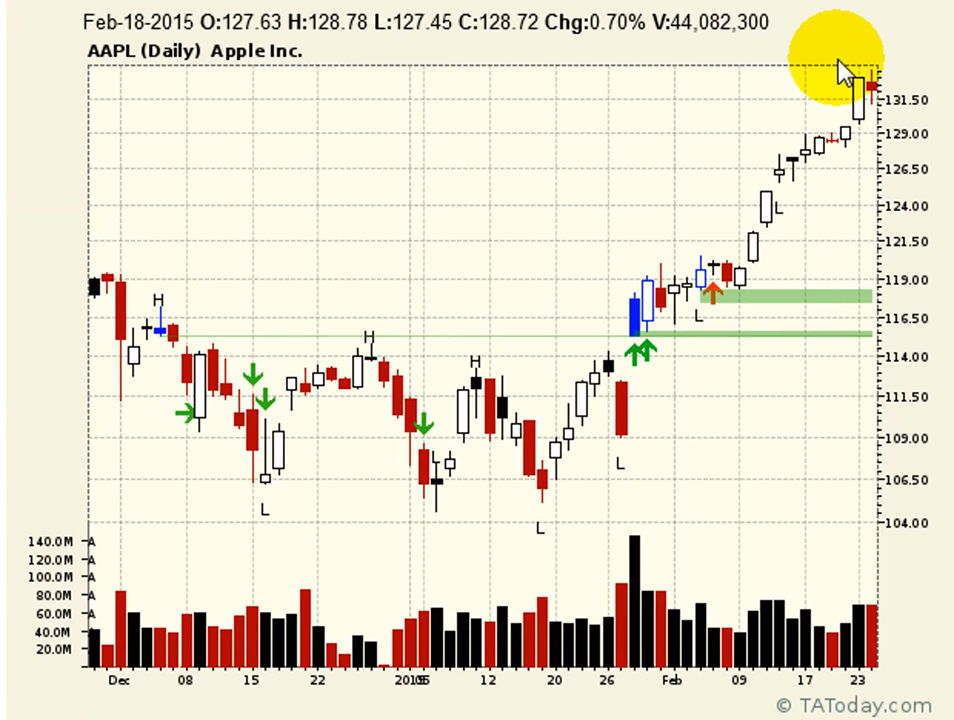 Feb-18-2015 O:127.63 H:128.78 L:127.45 C:128.72 Chg:0.70% V:44,082,300
AAPL (Daily) Apple Inc.
131.50
129.00
126.50
124.00
L
121.50
119.00
H
L
116.50
H
H
114.00
111.50
109.00
L
L
106.50
L
L
104.00
140.0M A
120.0M A
100.0M A
80.0M A
60.0M A
40.0M A
20.0M
Dec 08 15 22 2015 12 20 26 Feb 09 17 23
© TAToday.com